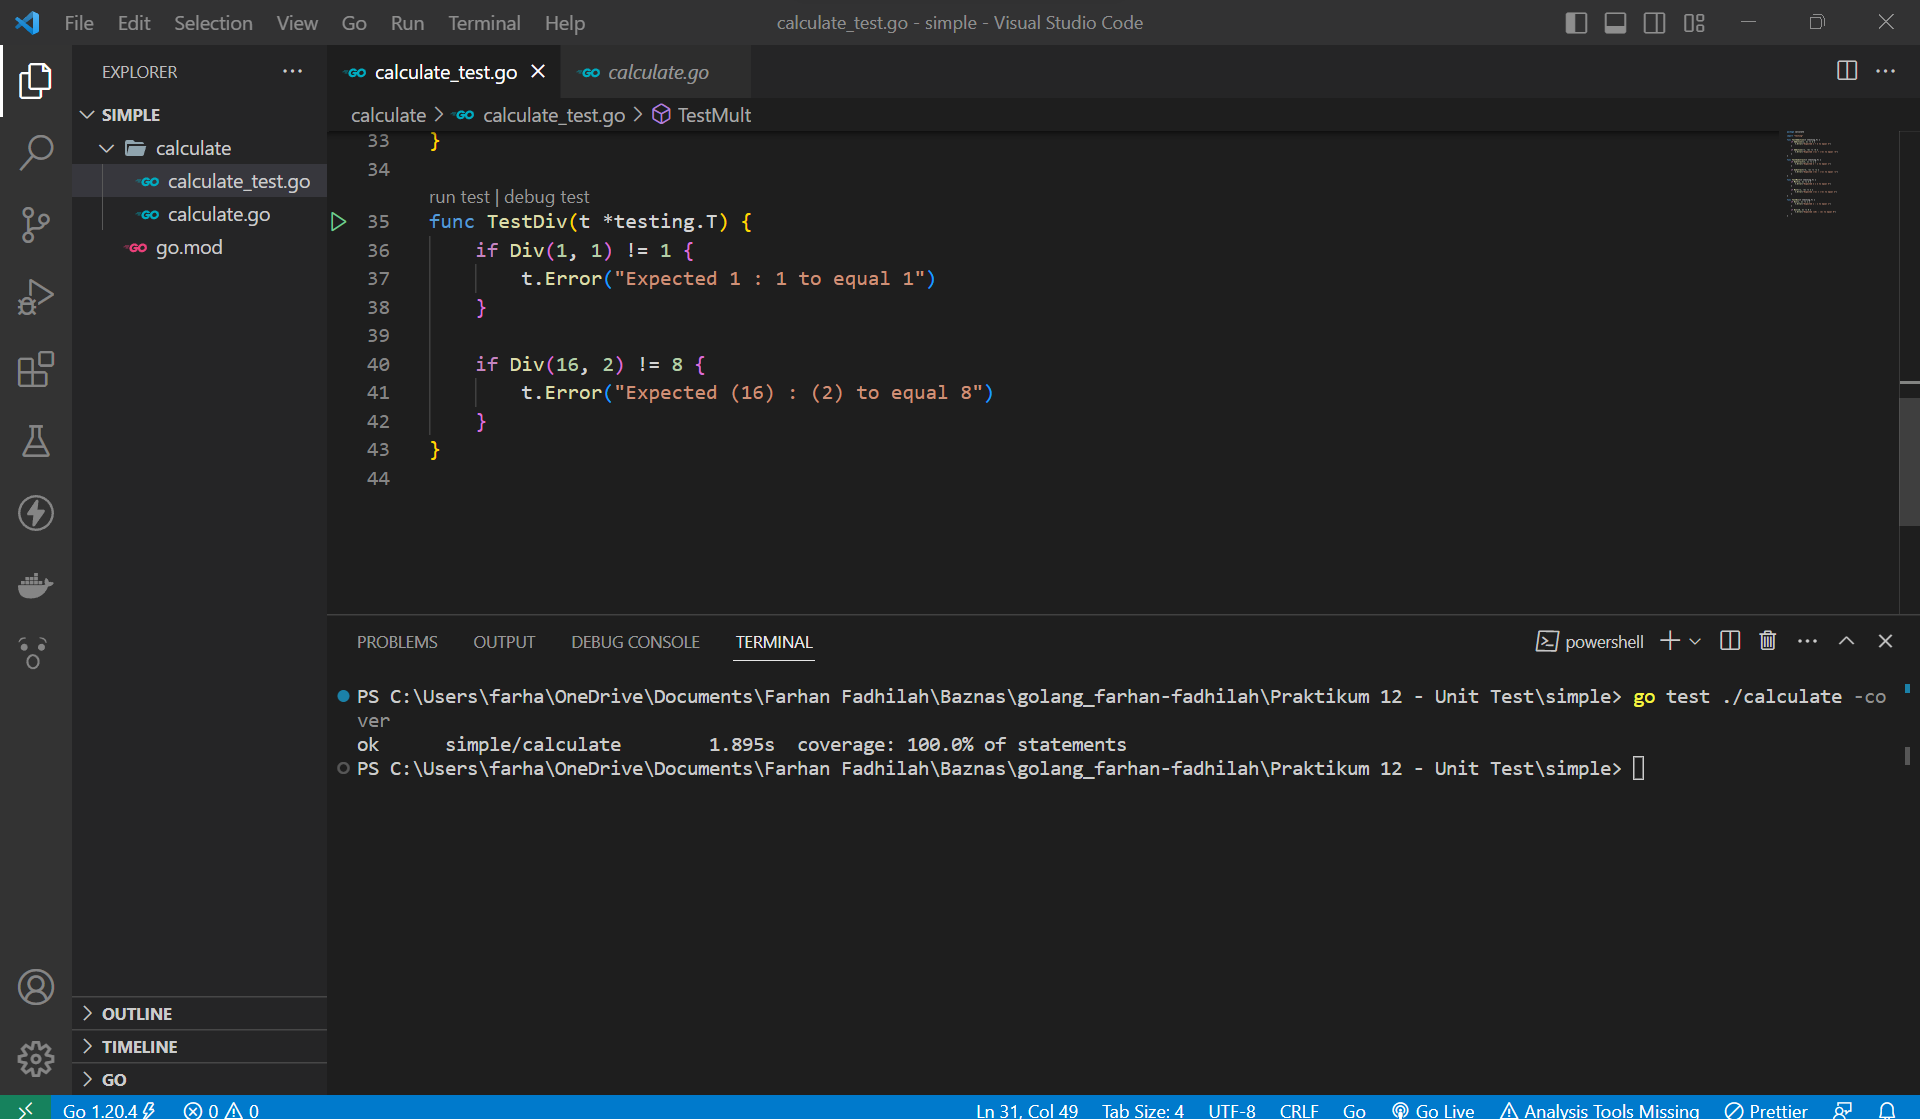 File Edit Selection View Go Run Terminal Help
calculate_test.go - simple - Visual Studio Code
EXPLORER
SIMPLE
calculate
GO calculate_test.go
GO calculate.go
GO go.mod
OUTLINE
TIMELINE
GO
GO calculate_test.go
GO calculate.go
calculate > GO calculate_test.go > TestMult
33 }
34
run test | debug test
35 func TestDiv(t *testing.T) {
36 if Div(1, 1) != 1 {
37 t.Error("Expected 1 : 1 to equal 1")
38 }
39
40 if Div(16, 2) != 8 {
41 t.Error("Expected (16) : (2) to equal 8")
42 }
43 }
44
PROBLEMS OUTPUT DEBUG CONSOLE TERMINAL
powershell
PS C:\Users\farha\OneDrive\Documents\Farhan Fadhilah\Baznas\golang_farhan-fadhilah\Praktikum 12 - Unit Test\simple> go test ./calculate -co
ver
ok simple/calculate 1.895s coverage: 100.0% of statements
PS C:\Users\farha\OneDrive\Documents\Farhan Fadhilah\Baznas\golang_farhan-fadhilah\Praktikum 12 - Unit Test\simple>
Go 1.20.4 0 0 Ln 31, Col 49 Tab Size: 4 UTF-8 CRLF Go Go Live Analysis Tools Missing Prettier